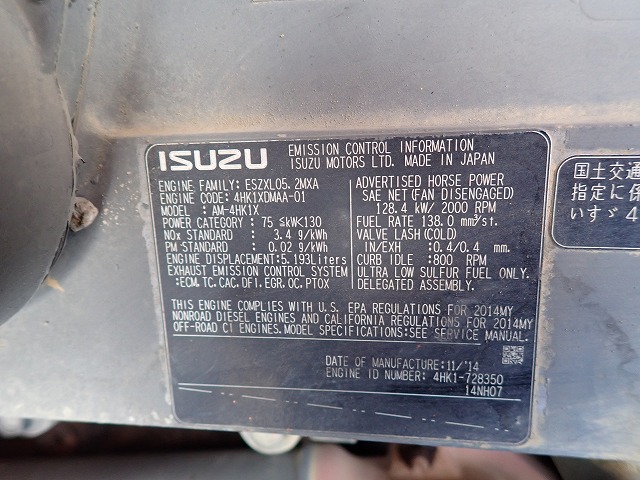 ISUZU
EMISSION CONTROL INFORMATION
ISUZU MOTORS LTD. MADE IN JAPAN
ENGINE FAMILY: ESZXL05.2MXA
ENGINE CODE: 4HK1XDMAA-01
MODEL : AM-4HK1X
POWER CATEGORY : 75 ≦kW<130
NOx STANDARD : 3.4 g/kWh
PM STANDARD : 0.02 g/kWh
ENGINE DISPLACEMENT:5.193Liters
EXHAUST EMISSION CONTROL SYSTEM
:ECM.TC.CAC.DFI.EGR.OC.PTOX
ADVERTISED HORSE POWER
SAE NET(FAN DISENGAGED)
128.4 kW/ 2000 RPM
FUEL RATE 138.0 mm³/st.
VALVE LASH(COLD)
IN/EXH :0.4/0.4 mm.
CURB IDLE :800 RPM
ULTRA LOW SULFUR FUEL ONLY.
DELEGATED ASSEMBLY.
THIS ENGINE COMPLIES WITH U.S. EPA REGULATIONS FOR 2014MY
NONROAD DIESEL ENGINES AND CALIFORNIA REGULATIONS FOR 2014MY
OFF-ROAD CI ENGINES.MODEL SPECIFICATIONS:SEE SERVICE MANUAL.
DATE OF MANUFACTURE:11/'14
ENGINE ID NUMBER: 4HK1-728350
14NH07
国土交通
指定に係
いすゞ4